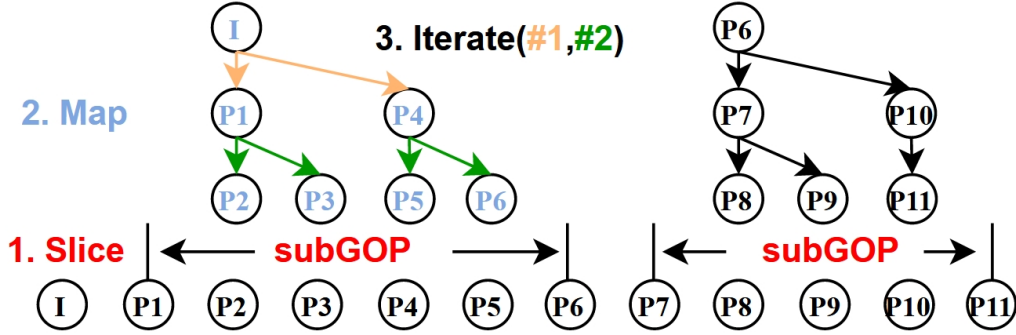 I 3. Iterate(#1,#2) P6
2. Map P1 P4 P7 P10
P2 P3 P5 P6 P8 P9 P11
1. Slice subGOP subGOP
I P1 P2 P3 P4 P5 P6 P7 P8 P9 P10 P11